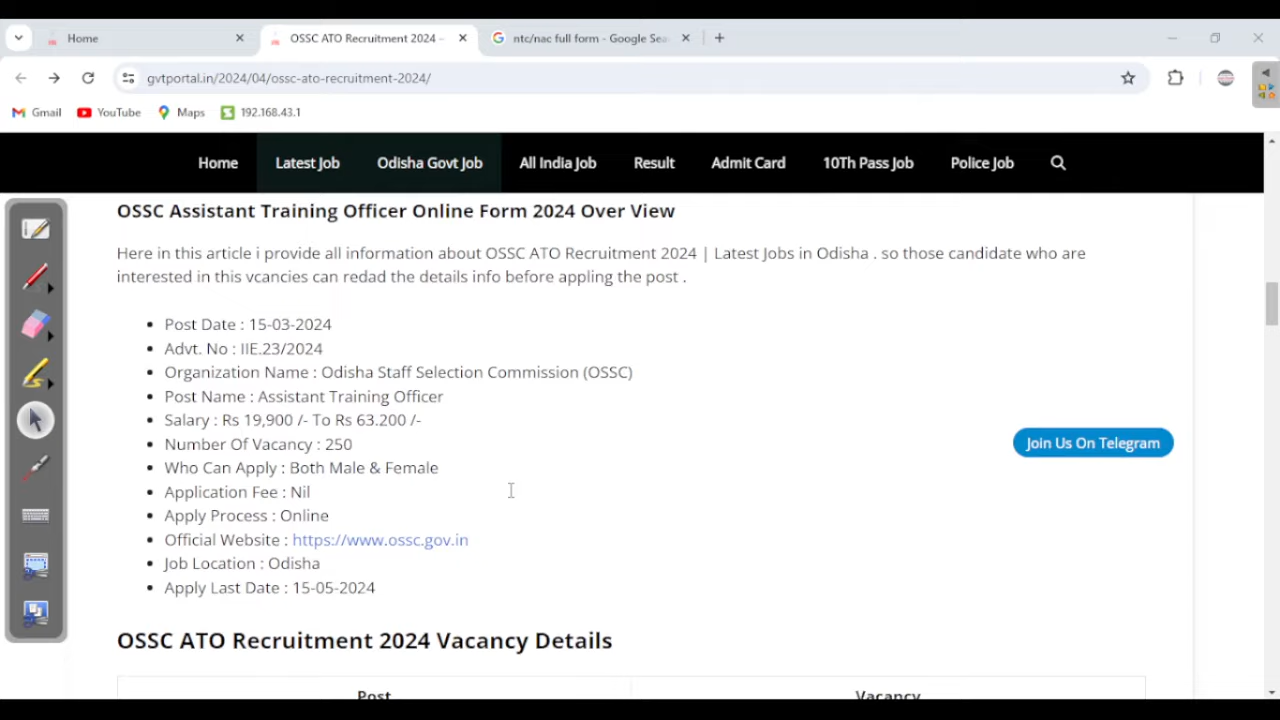 Home
OSSC ATO Recruitment 2024 –
ntc/nac full form - Google Sea
gvtportal.in/2024/04/ossc-ato-recruitment-2024/
Gmail
YouTube
Maps
192.168.43.1
Home
Latest Job
Odisha Govt Job
All India Job
Result
Admit Card
10Th Pass Job
Police Job
OSSC Assistant Training Officer Online Form 2024 Over View
Here in this article i provide all information about OSSC ATO Recruitment 2024 | Latest Jobs in Odisha . so those candidate who are
interested in this vcancies can redad the details info before appling the post .
Post Date : 15-03-2024
Advt. No : IIE.23/2024
Organization Name : Odisha Staff Selection Commission (OSSC)
Post Name : Assistant Training Officer
Salary : Rs 19,900 /- To Rs 63.200 /-
Number Of Vacancy : 250
Who Can Apply : Both Male & Female
Application Fee : Nil
Apply Process : Online
Official Website : https://www.ossc.gov.in
Job Location : Odisha
Apply Last Date : 15-05-2024
Join Us On Telegram
OSSC ATO Recruitment 2024 Vacancy Details
Post
Vacancy